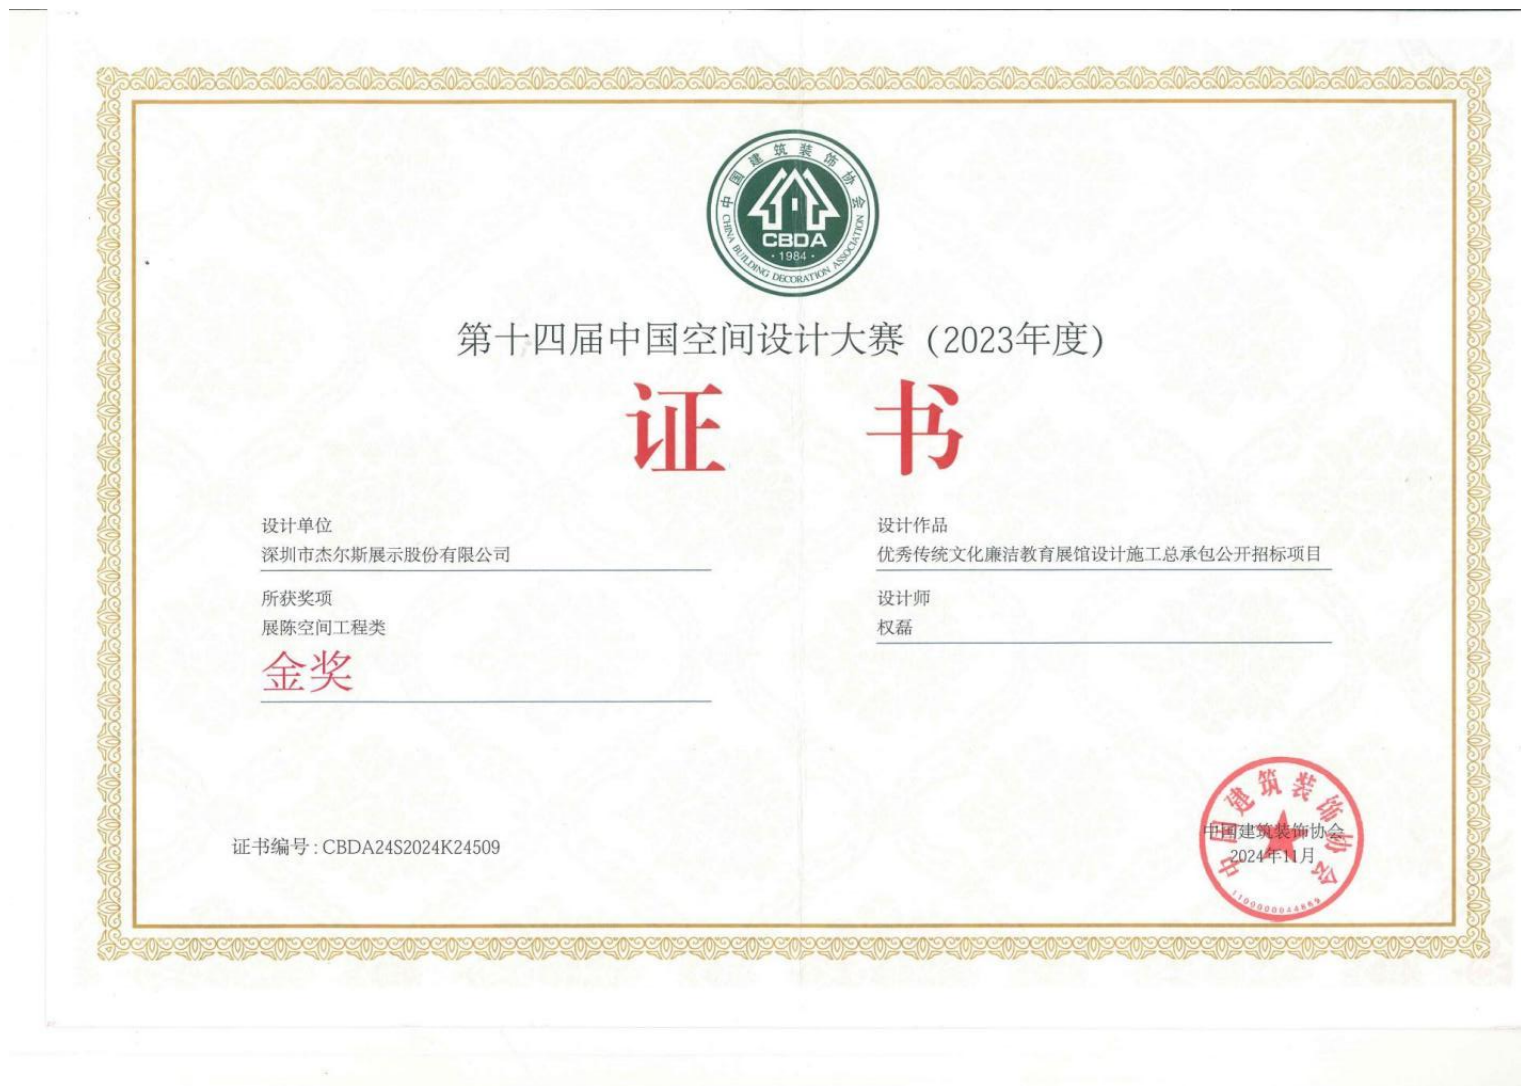 中国建筑装饰协会
CBDA
·1984·
CHINA BUILDING DECORATION ASSOCIATION
第十四届中国空间设计大赛（2023年度）
证 书
设计单位
深圳市杰尔斯展示股份有限公司
所获奖项
展陈空间工程类
金奖
设计作品
优秀传统文化廉洁教育展馆设计施工总承包公开招标项目
设计师
权磊
证书编号：CBDA24S2024K24509
中国建筑装饰协会
中国建筑装饰协会
2024年11月